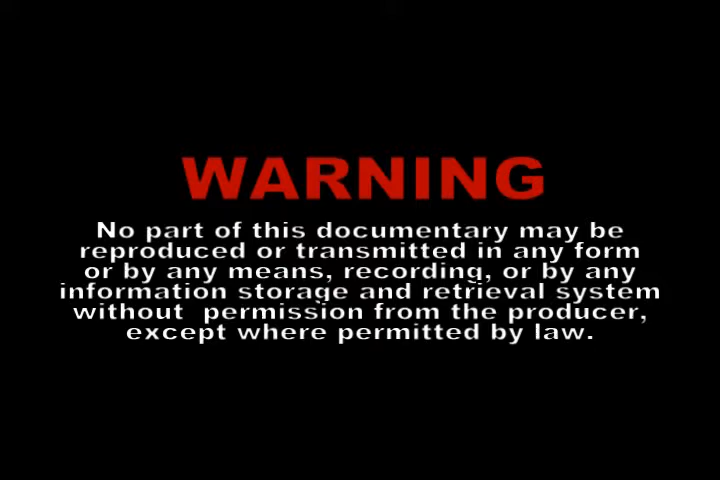 WARNING
No part of this documentary may be
reproduced or transmitted in any form
or by any means, recording, or by any
information storage and retrieval system
without  permission from the producer,
except where permitted by law.